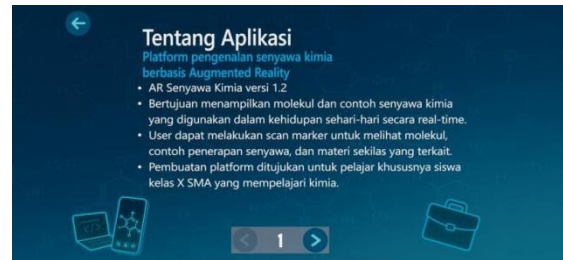 Tentang Aplikasi
Platform pengenalan senyawa kimia
berbasis Augmented Reality
• AR Senyawa Kimia versi 1.2
• Bertujuan menampilkan molekul dan contoh senyawa kimia
yang digunakan dalam kehidupan sehari-hari secara real-time.
• User dapat melakukan scan marker untuk melihat molekul,
contoh penerapan senyawa, dan materi sekilas yang terkait.
• Pembuatan platform ditujukan untuk pelajar khususnya siswa
kelas X SMA yang mempelajari kimia.
1